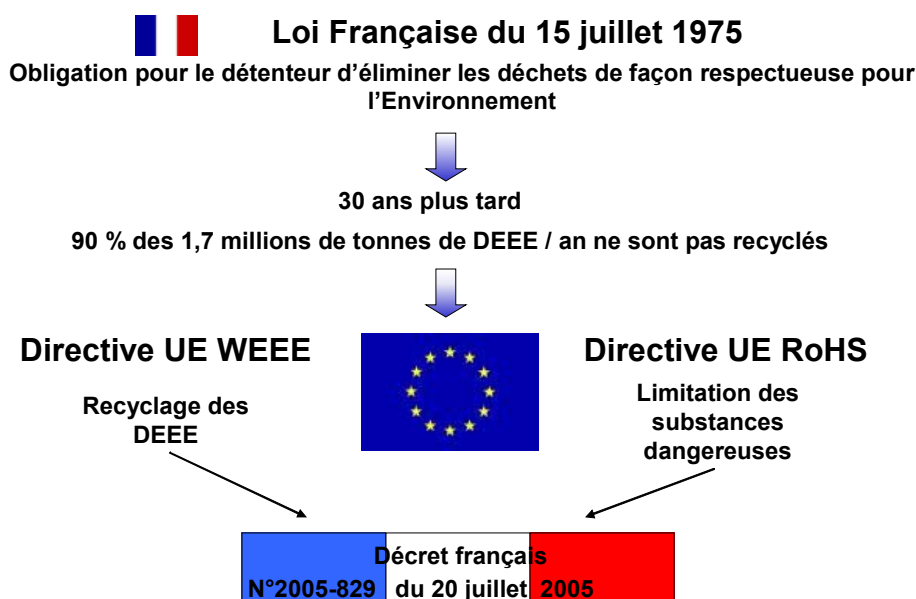 Loi Française du 15 juillet 1975
Obligation pour le détenteur d'éliminer les déchets de façon respectueuse pour
l'Environnement
30 ans plus tard
90 % des 1,7 millions de tonnes de DEEE / an ne sont pas recyclés
Directive UE WEEE
Recyclage des
DEEE
Directive UE RoHS
Limitation des
substances
dangereuses
Décret français
N°2005-829 du 20 juillet 2005